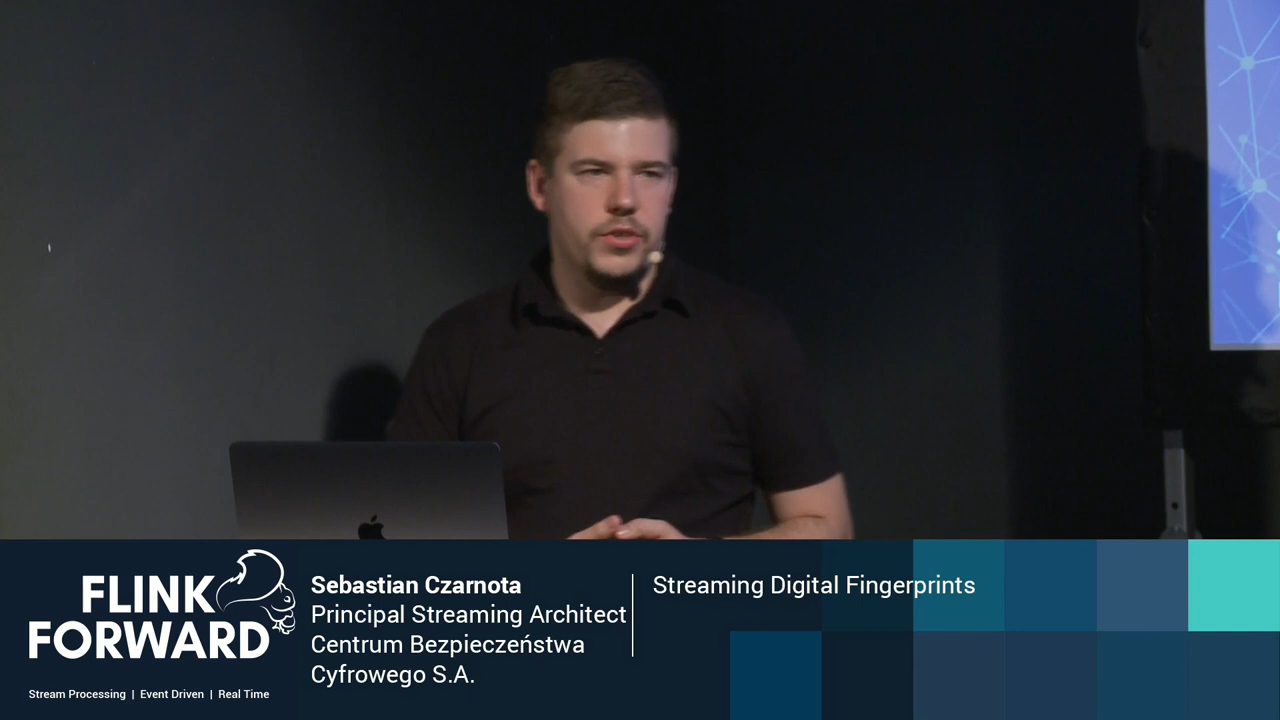 FLINK
FORWARD
Stream Processing | Event Driven | Real Time
Sebastian Czarnota
Principal Streaming Architect
Centrum Bezpieczeństwa
Cyfrowego S.A.
Streaming Digital Fingerprints